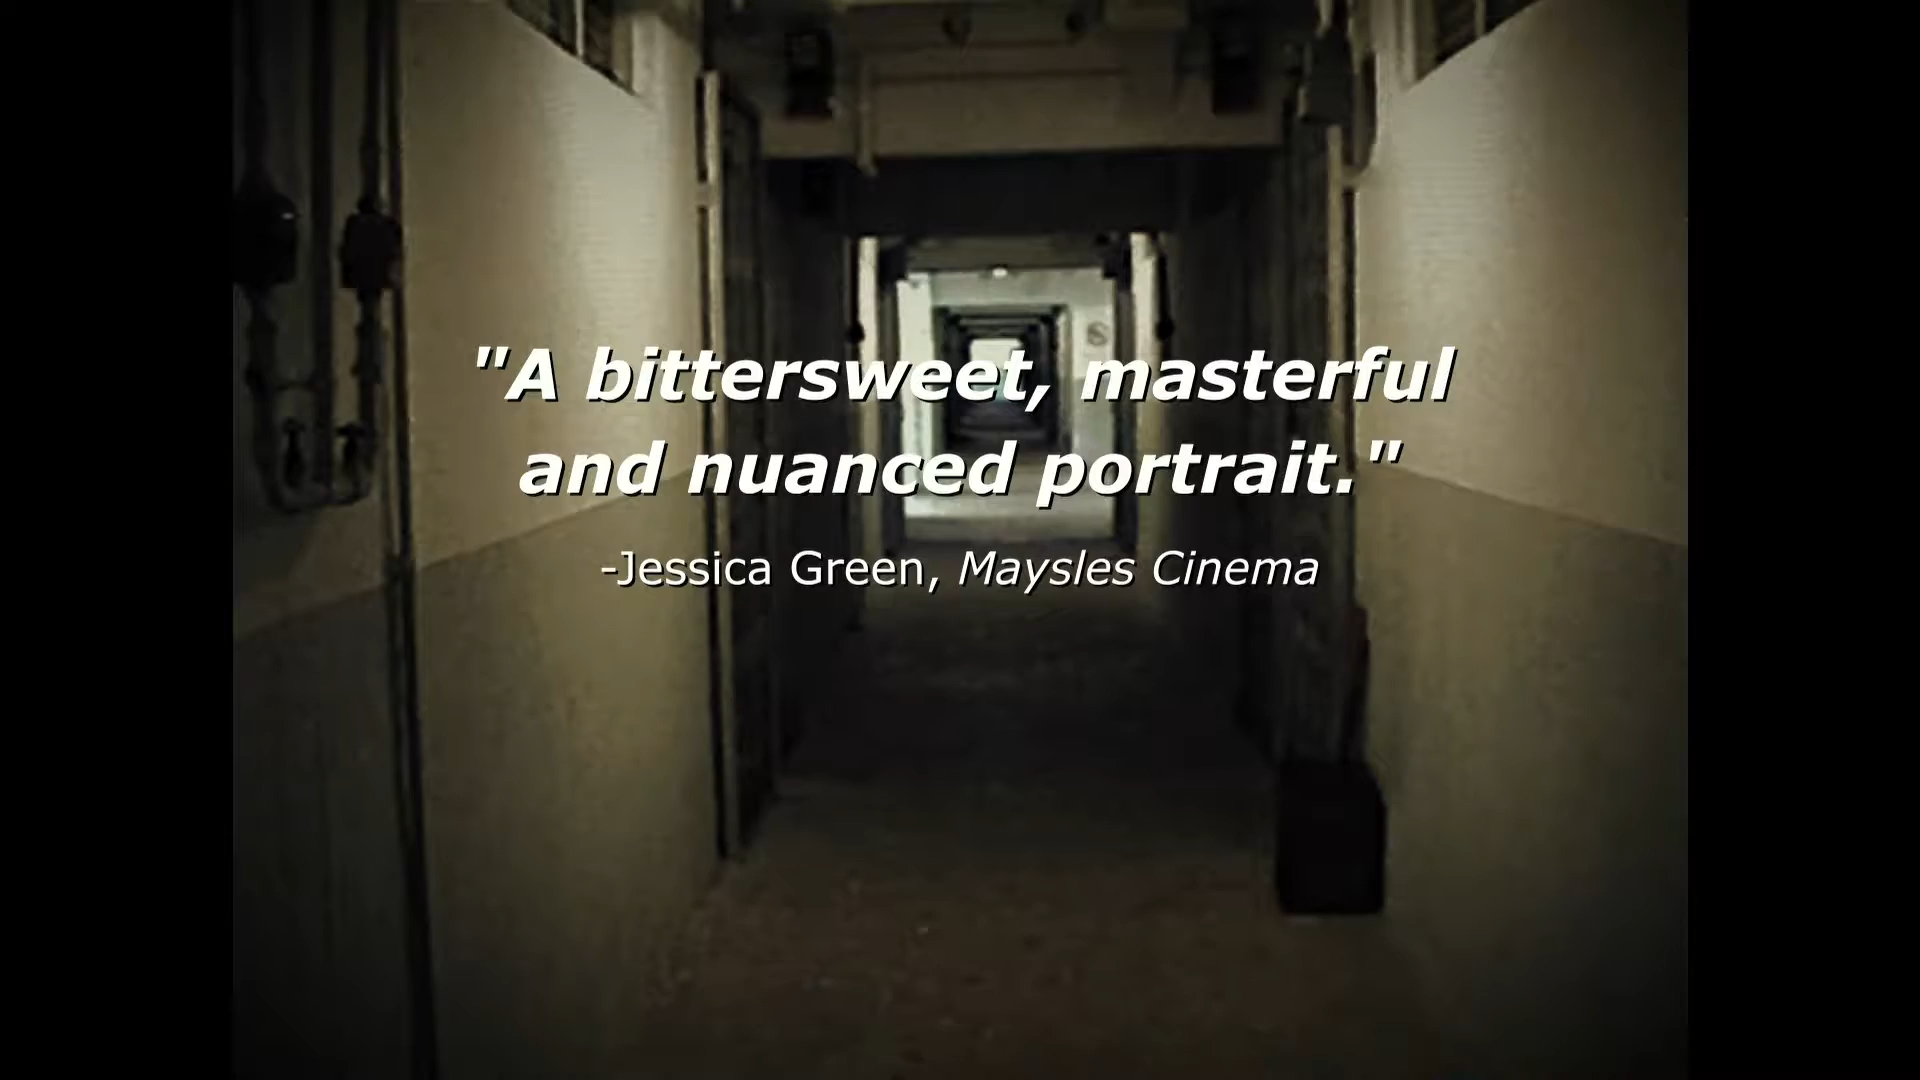 "A bittersweet, masterful
and nuanced portrait."
-Jessica Green, Maysles Cinema